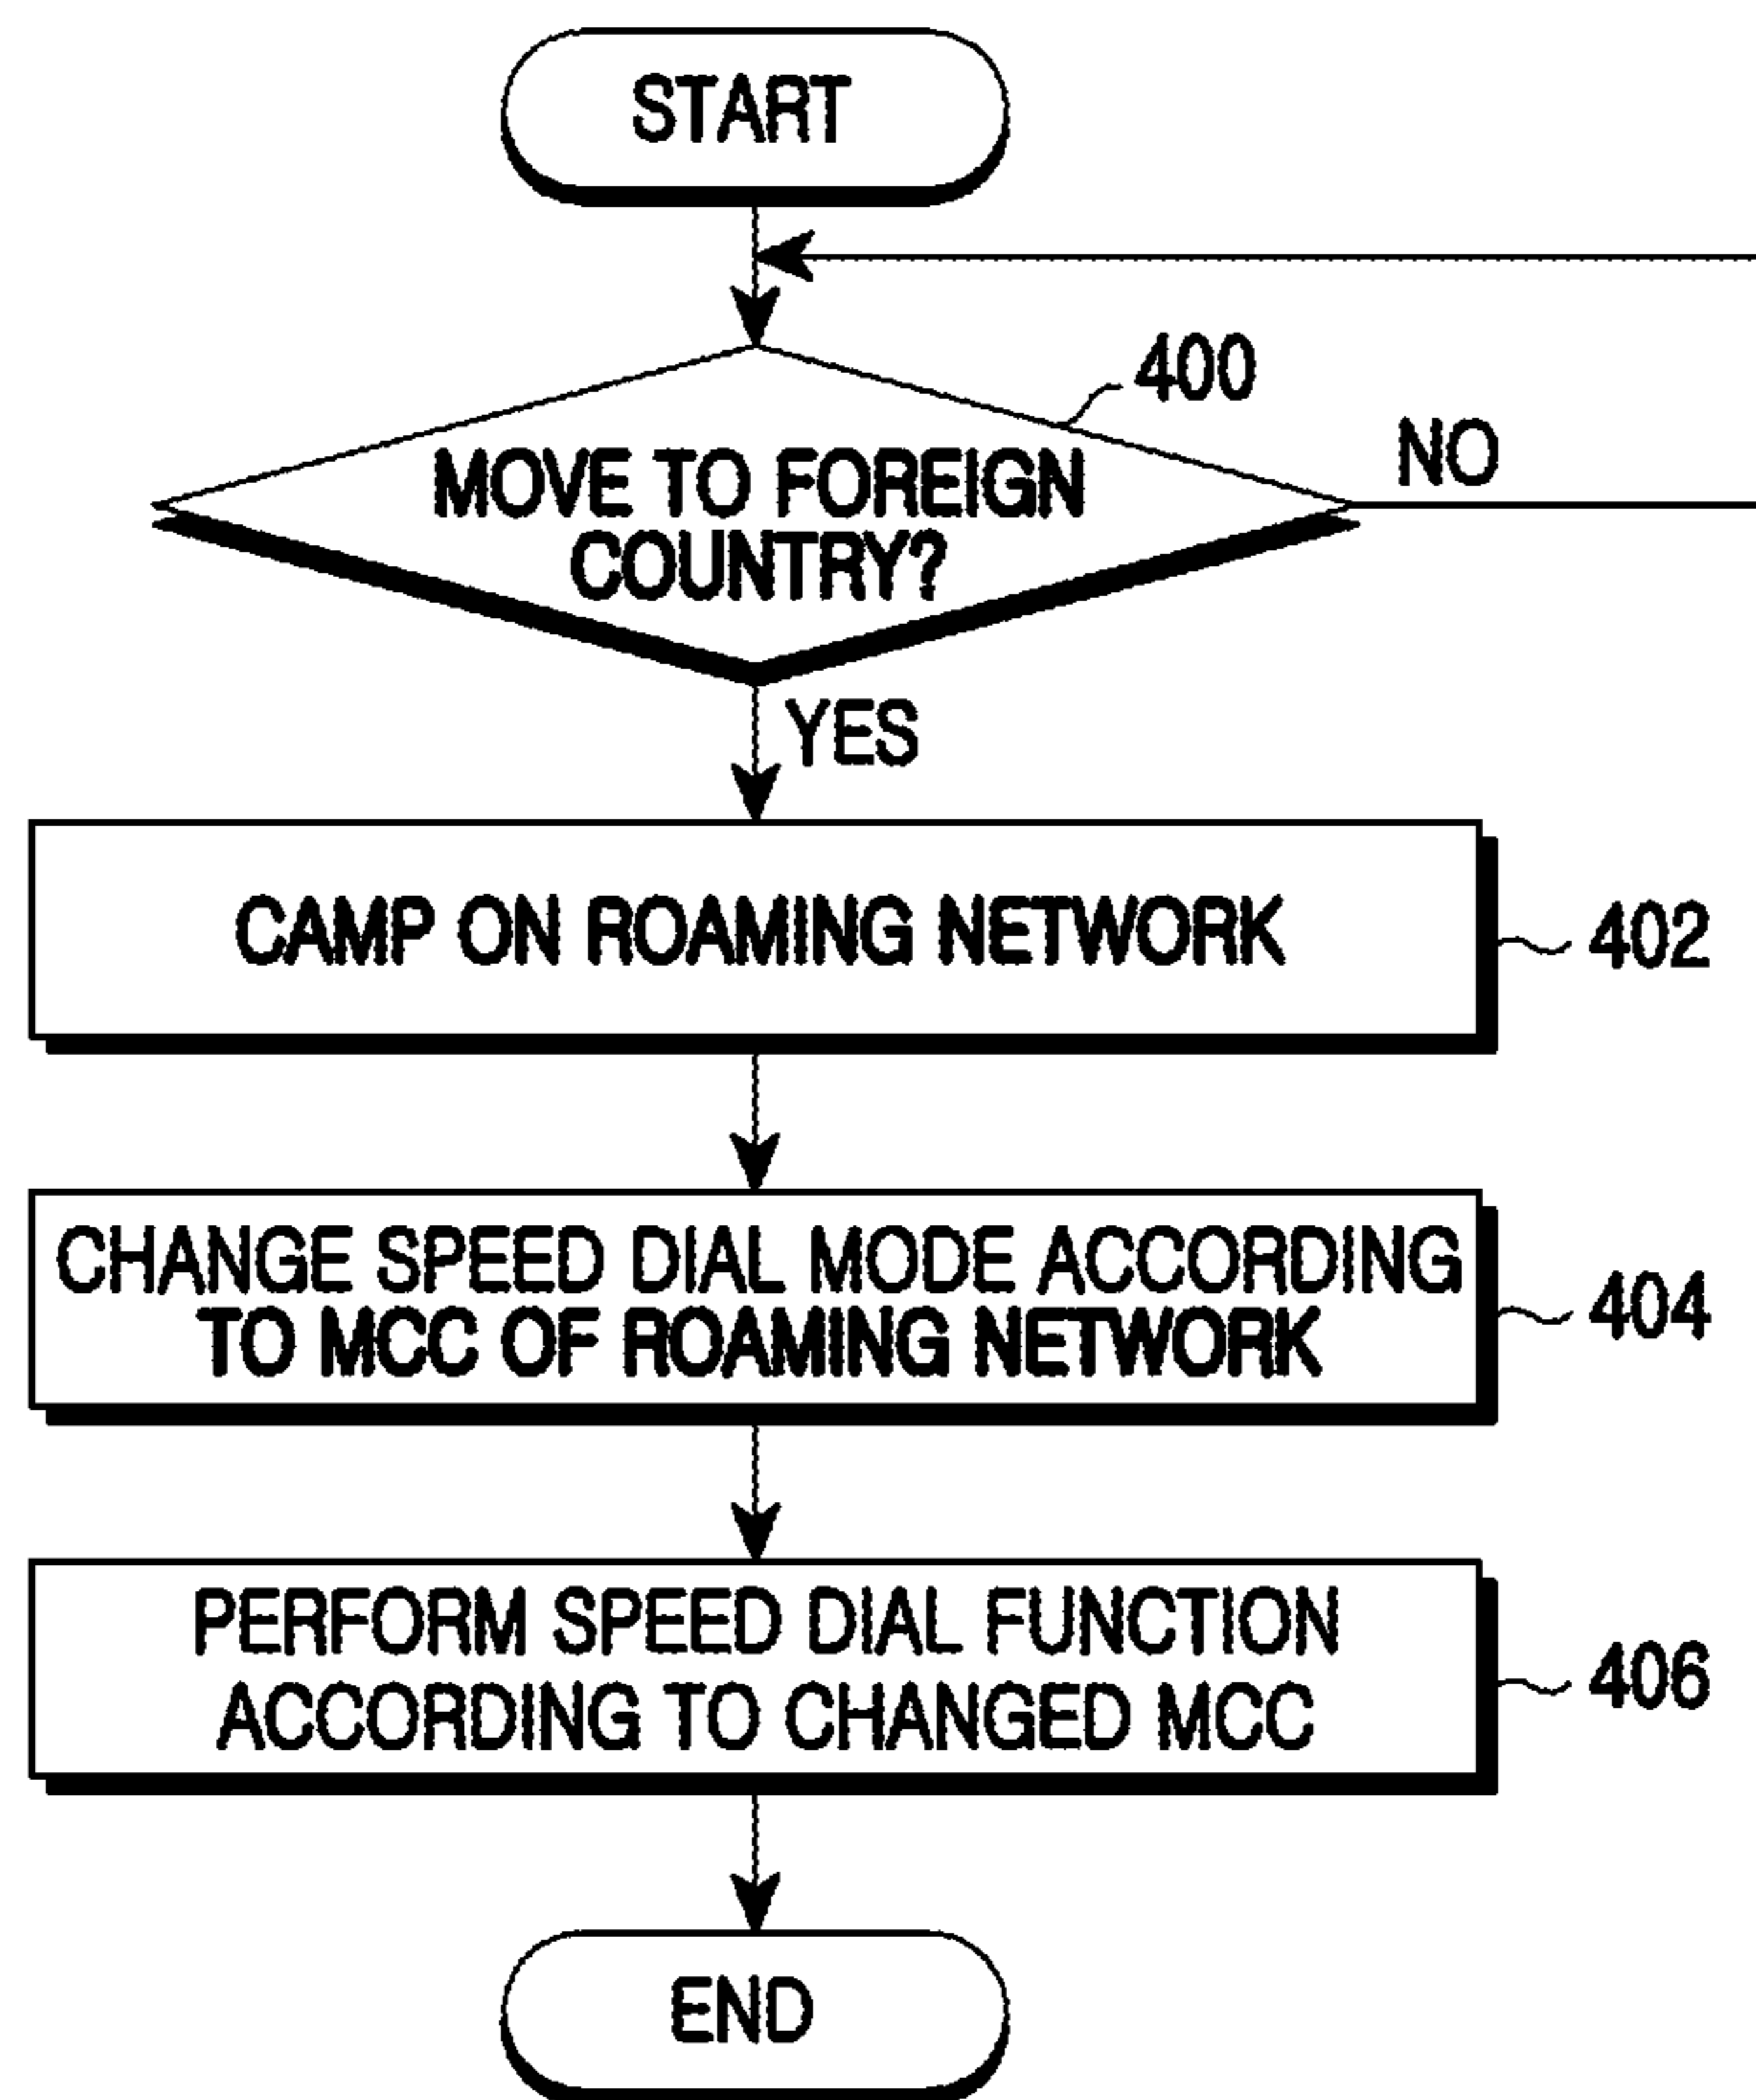 START
400
MOVE TO FOREIGN
COUNTRY?
NO
YES
CAMP ON ROAMING NETWORK
402
CHANGE SPEED DIAL MODE ACCORDING
TO MCC OF ROAMING NETWORK
404
PERFORM SPEED DIAL FUNCTION
ACCORDING TO CHANGED MCC
406
END